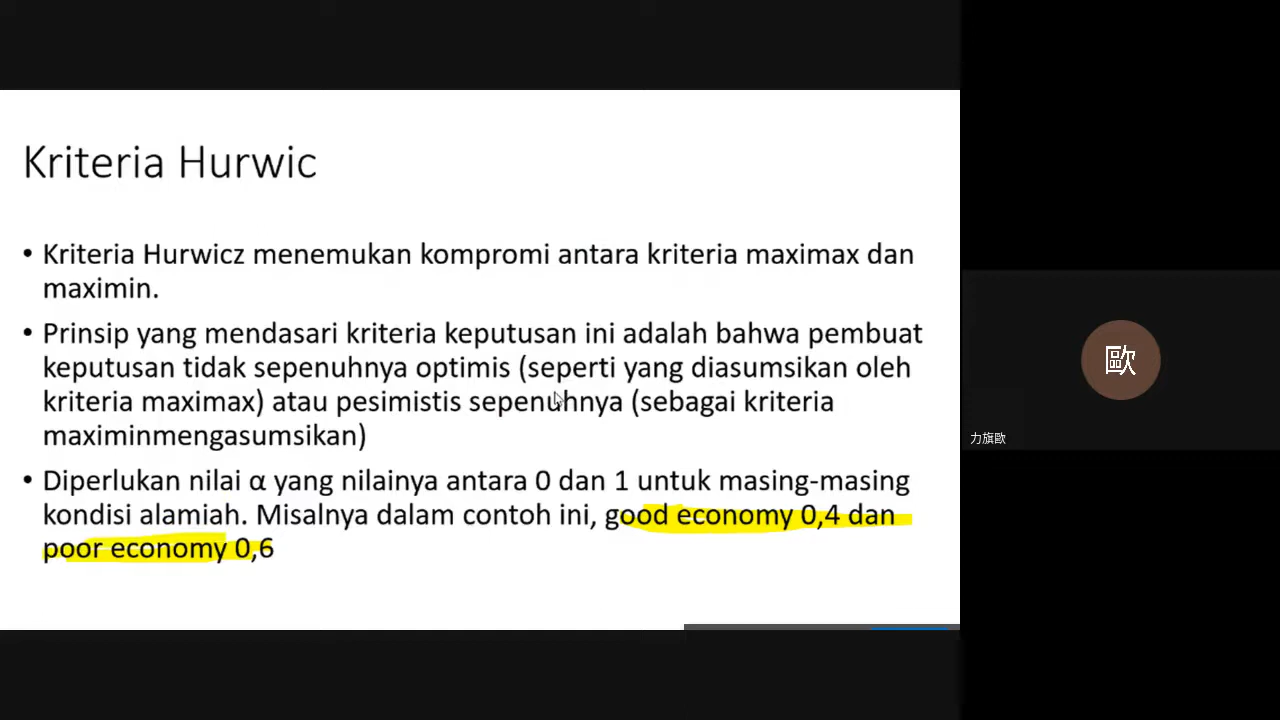 Kriteria Hurwic
• Kriteria Hurwicz menemukan kompromi antara kriteria maximax dan
maximin.
• Prinsip yang mendasari kriteria keputusan ini adalah bahwa pembuat
keputusan tidak sepenuhnya optimis (seperti yang diasumsikan oleh
kriteria maximax) atau pesimistis sepenuhnya (sebagai kriteria
maximinmengasumsikan)
• Diperlukan nilai α yang nilainya antara 0 dan 1 untuk masing-masing
kondisi alamiah. Misalnya dalam contoh ini, good economy 0,4 dan
poor economy 0,6
歐
力旗歐